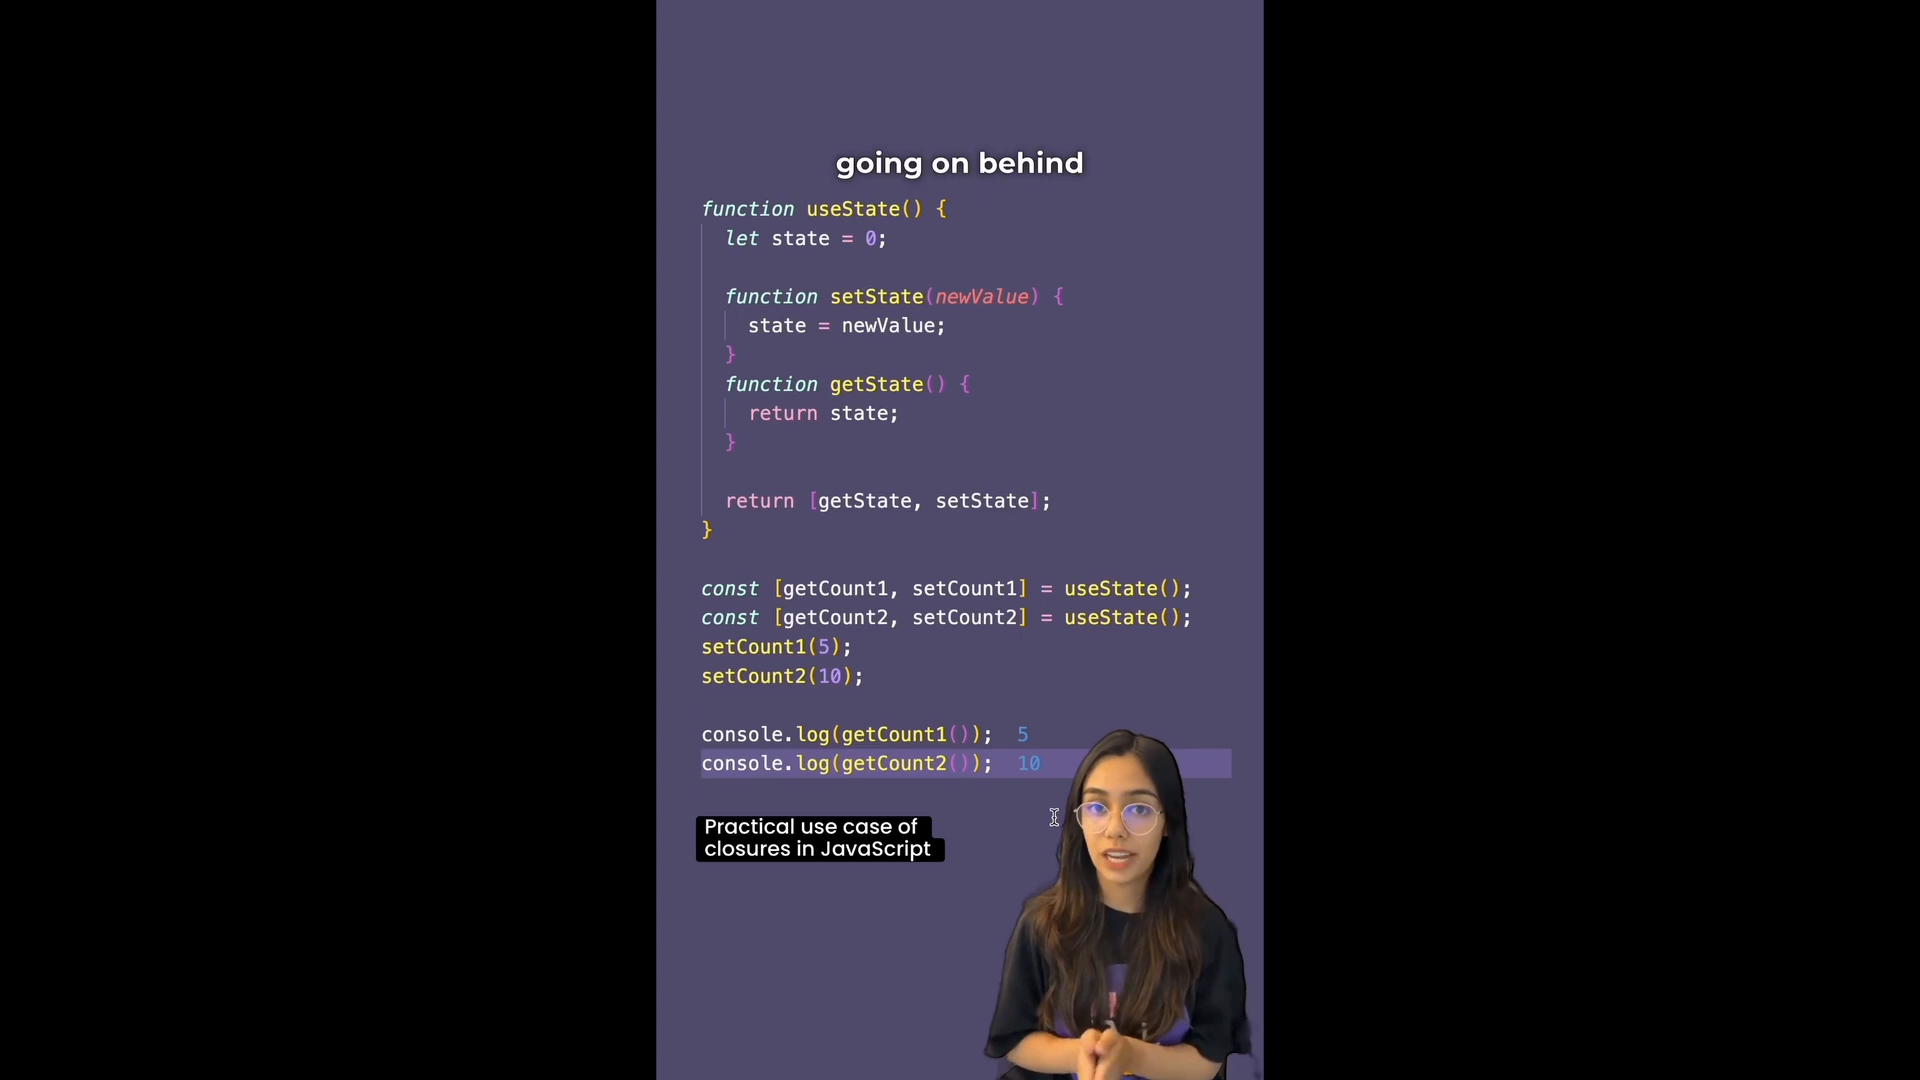 going on behind
function useState() {
let state = 0;
function setState(newValue) {
state = newValue;
}
function getState() {
return state;
}
return [getState, setState];
}
const [getCount1, setCount1] = useState();
const [getCount2, setCount2] = useState();
setCount1(5);
setCount2(10);
console.log(getCount1()); 5
console.log(getCount2()); 10
Practical use case of
closures in JavaScript